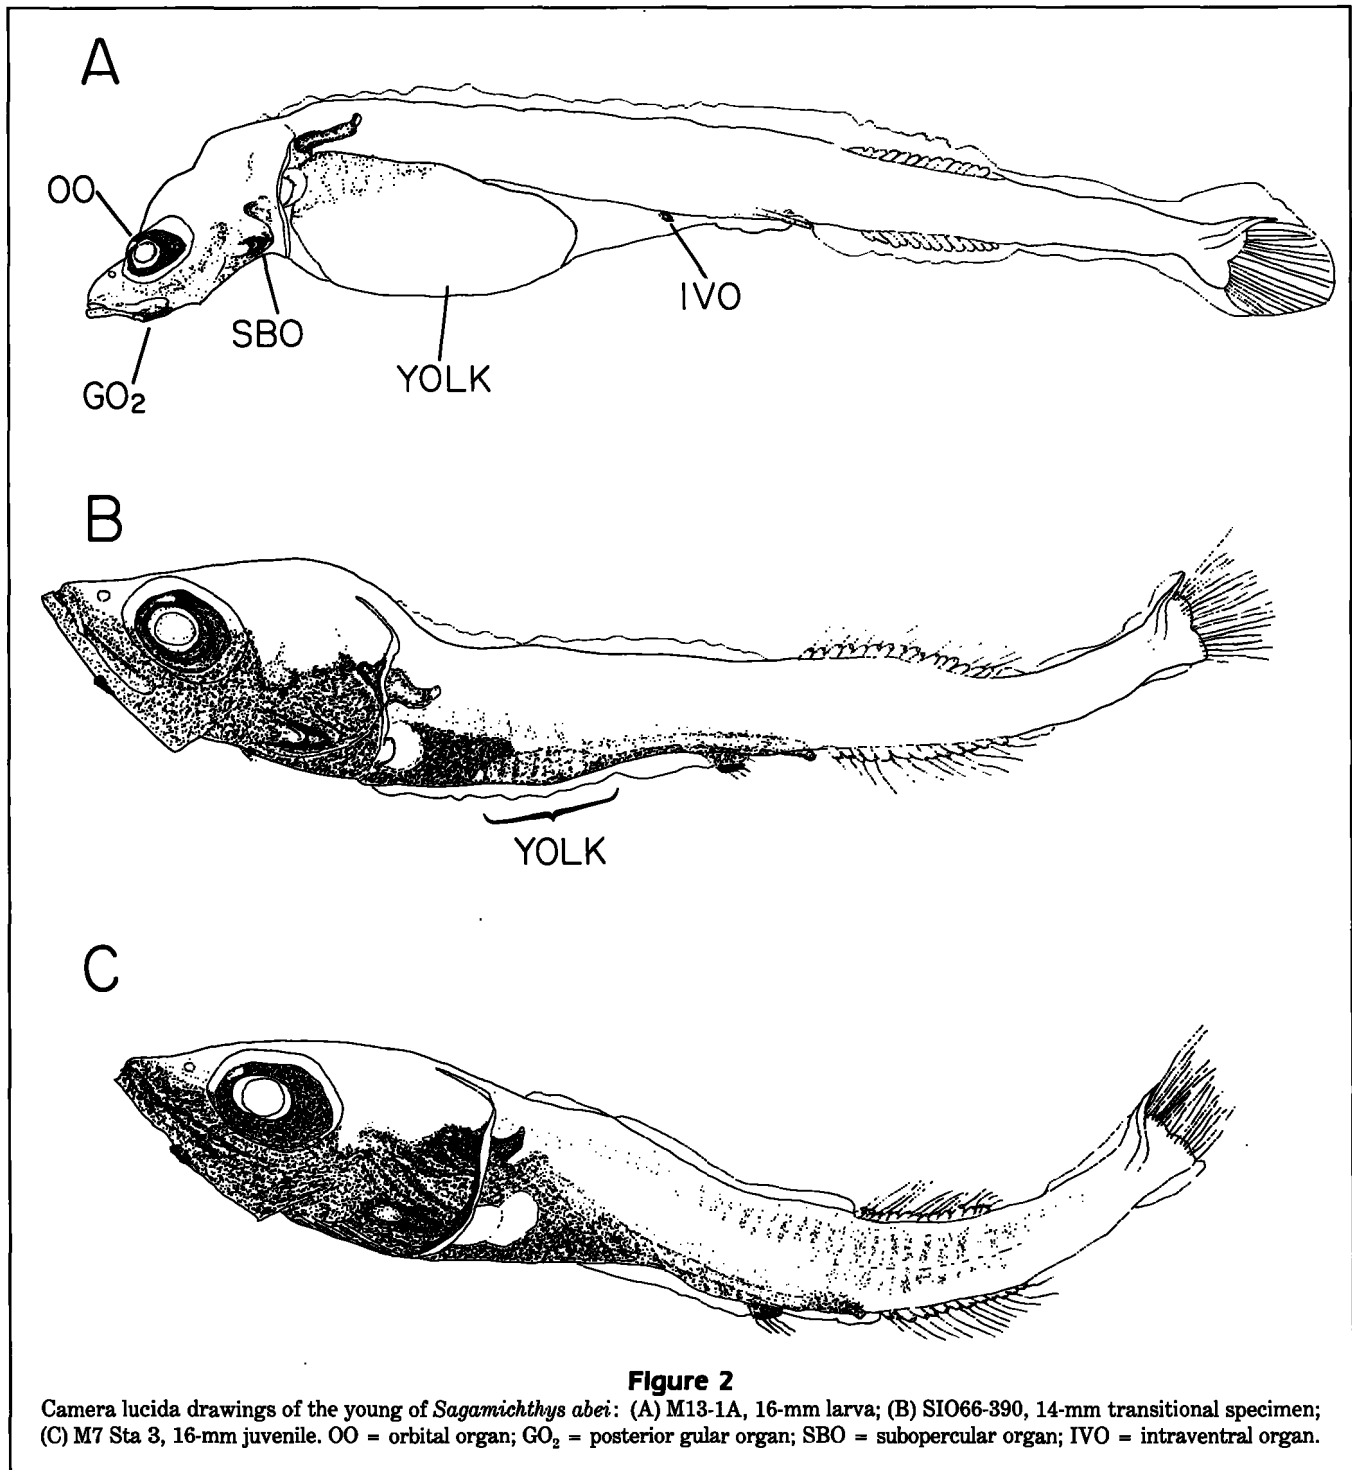 A
OO
IVO
SBO
YOLK
GO₂
B
YOLK
C
Figure 2
Camera lucida drawings of the young of Sagamichthys abei: (A) M13-1A, 16-mm larva; (B) SIO66-390, 14-mm transitional specimen;
(C) M7 Sta 3, 16-mm juvenile. OO = orbital organ; GO₂ = posterior gular organ; SBO = subopercular organ; IVO = intraventral organ.